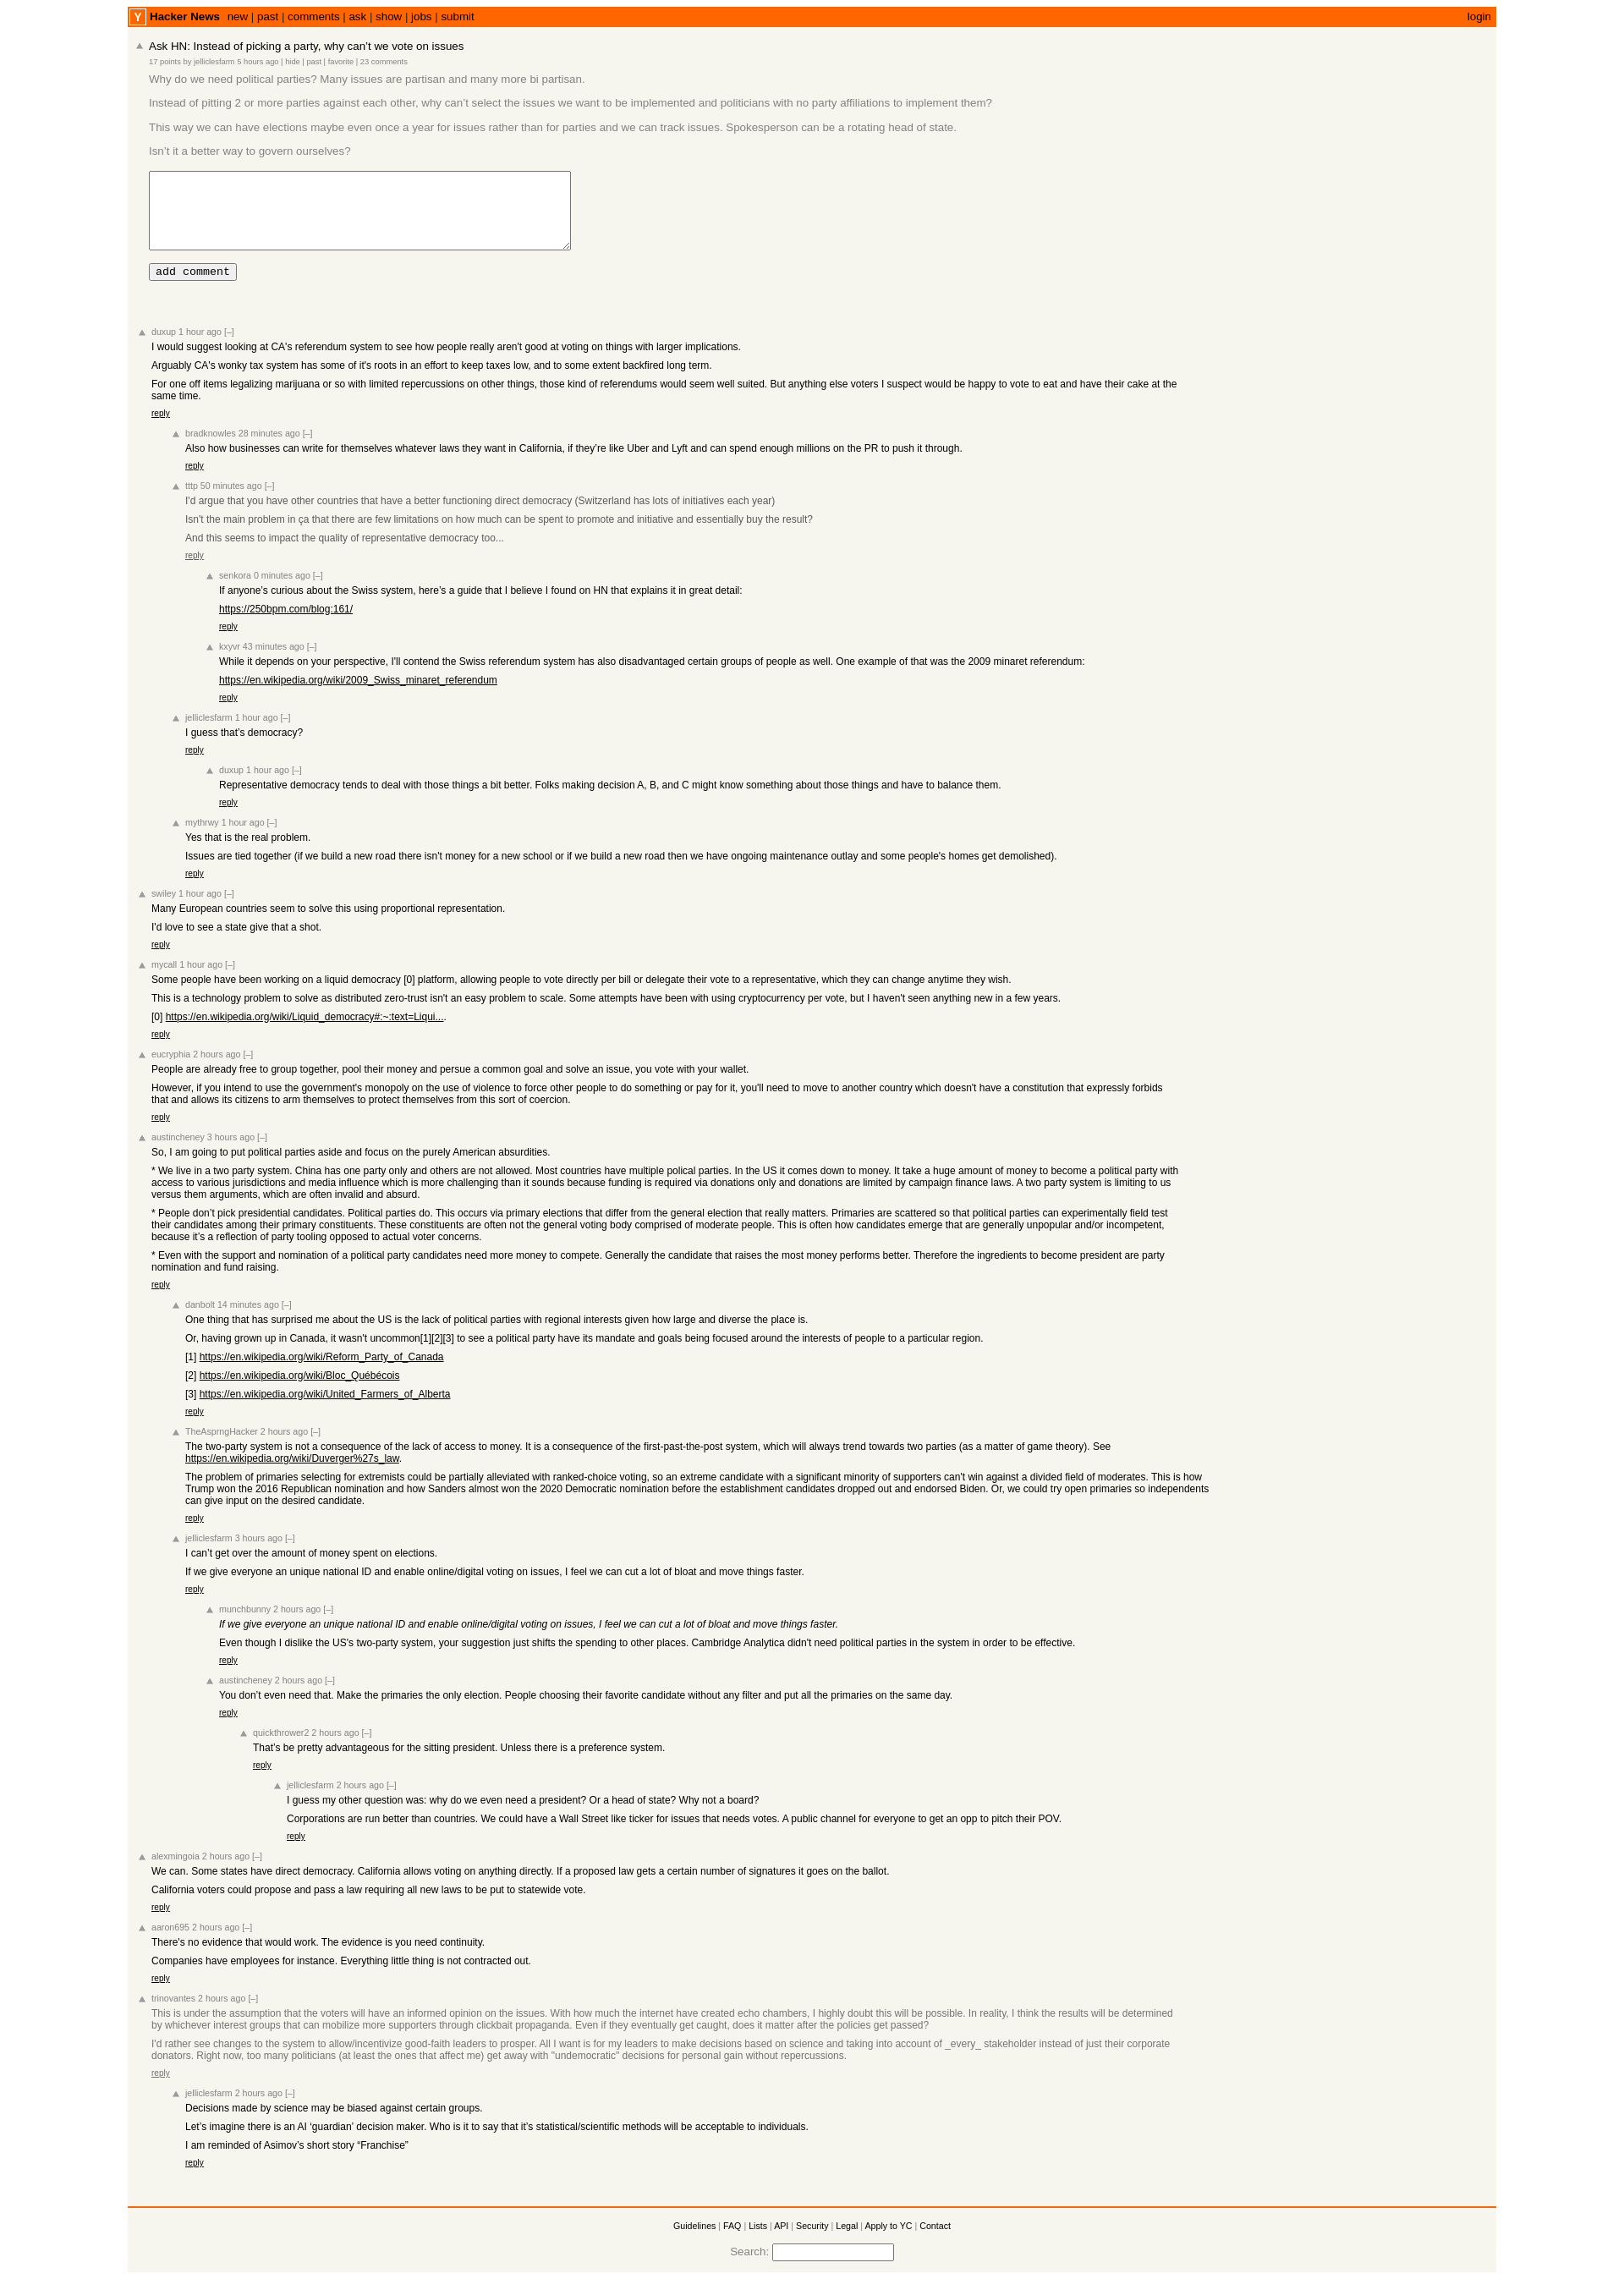 Y Hacker News new | past | comments | ask | show | jobs | submit login
Ask HN: Instead of picking a party, why can’t we vote on issues
17 points by jelliclesfarm 5 hours ago | hide | past | favorite | 23 comments
Why do we need political parties? Many issues are partisan and many more bi partisan.
Instead of pitting 2 or more parties against each other, why can’t select the issues we want to be implemented and politicians with no party affiliations to implement them?
This way we can have elections maybe even once a year for issues rather than for parties and we can track issues. Spokesperson can be a rotating head of state.
Isn’t it a better way to govern ourselves?
add comment
duxup 1 hour ago [–]
I would suggest looking at CA's referendum system to see how people really aren't good at voting on things with larger implications.
Arguably CA's wonky tax system has some of it's roots in an effort to keep taxes low, and to some extent backfired long term.
For one off items legalizing marijuana or so with limited repercussions on other things, those kind of referendums would seem well suited. But anything else voters I suspect would be happy to vote to eat and have their cake at the
same time.
reply
bradknowles 28 minutes ago [–]
Also how businesses can write for themselves whatever laws they want in California, if they’re like Uber and Lyft and can spend enough millions on the PR to push it through.
reply
tttp 50 minutes ago [–]
I'd argue that you have other countries that have a better functioning direct democracy (Switzerland has lots of initiatives each year)
Isn't the main problem in ça that there are few limitations on how much can be spent to promote and initiative and essentially buy the result?
And this seems to impact the quality of representative democracy too...
reply
senkora 0 minutes ago [–]
If anyone's curious about the Swiss system, here’s a guide that I believe I found on HN that explains it in great detail:
https://250bpm.com/blog:161/
reply
kxyvr 43 minutes ago [–]
While it depends on your perspective, I'll contend the Swiss referendum system has also disadvantaged certain groups of people as well. One example of that was the 2009 minaret referendum:
https://en.wikipedia.org/wiki/2009_Swiss_minaret_referendum
reply
jelliclesfarm 1 hour ago [–]
I guess that’s democracy?
reply
duxup 1 hour ago [–]
Representative democracy tends to deal with those things a bit better. Folks making decision A, B, and C might know something about those things and have to balance them.
reply
mythrwy 1 hour ago [–]
Yes that is the real problem.
Issues are tied together (if we build a new road there isn't money for a new school or if we build a new road then we have ongoing maintenance outlay and some people's homes get demolished).
reply
swiley 1 hour ago [–]
Many European countries seem to solve this using proportional representation.
I'd love to see a state give that a shot.
reply
mycall 1 hour ago [–]
Some people have been working on a liquid democracy [0] platform, allowing people to vote directly per bill or delegate their vote to a representative, which they can change anytime they wish.
This is a technology problem to solve as distributed zero-trust isn't an easy problem to scale. Some attempts have been with using cryptocurrency per vote, but I haven't seen anything new in a few years.
[0] https://en.wikipedia.org/wiki/Liquid_democracy#:~:text=Liqui....
reply
eucryphia 2 hours ago [–]
People are already free to group together, pool their money and persue a common goal and solve an issue, you vote with your wallet.
However, if you intend to use the government's monopoly on the use of violence to force other people to do something or pay for it, you'll need to move to another country which doesn't have a constitution that expressly forbids
that and allows its citizens to arm themselves to protect themselves from this sort of coercion.
reply
austincheney 3 hours ago [–]
So, I am going to put political parties aside and focus on the purely American absurdities.
* We live in a two party system. China has one party only and others are not allowed. Most countries have multiple polical parties. In the US it comes down to money. It take a huge amount of money to become a political party with
access to various jurisdictions and media influence which is more challenging than it sounds because funding is required via donations only and donations are limited by campaign finance laws. A two party system is limiting to us
versus them arguments, which are often invalid and absurd.
* People don’t pick presidential candidates. Political parties do. This occurs via primary elections that differ from the general election that really matters. Primaries are scattered so that political parties can experimentally field test
their candidates among their primary constituents. These constituents are often not the general voting body comprised of moderate people. This is often how candidates emerge that are generally unpopular and/or incompetent,
because it’s a reflection of party tooling opposed to actual voter concerns.
* Even with the support and nomination of a political party candidates need more money to compete. Generally the candidate that raises the most money performs better. Therefore the ingredients to become president are party
nomination and fund raising.
reply
danbolt 14 minutes ago [–]
One thing that has surprised me about the US is the lack of political parties with regional interests given how large and diverse the place is.
Or, having grown up in Canada, it wasn't uncommon[1][2][3] to see a political party have its mandate and goals being focused around the interests of people to a particular region.
[1] https://en.wikipedia.org/wiki/Reform_Party_of_Canada
[2] https://en.wikipedia.org/wiki/Bloc_Québécois
[3] https://en.wikipedia.org/wiki/United_Farmers_of_Alberta
reply
TheAsprngHacker 2 hours ago [–]
The two-party system is not a consequence of the lack of access to money. It is a consequence of the first-past-the-post system, which will always trend towards two parties (as a matter of game theory). See
https://en.wikipedia.org/wiki/Duverger%27s_law.
The problem of primaries selecting for extremists could be partially alleviated with ranked-choice voting, so an extreme candidate with a significant minority of supporters can't win against a divided field of moderates. This is how
Trump won the 2016 Republican nomination and how Sanders almost won the 2020 Democratic nomination before the establishment candidates dropped out and endorsed Biden. Or, we could try open primaries so independents
can give input on the desired candidate.
reply
jelliclesfarm 3 hours ago [–]
I can’t get over the amount of money spent on elections.
If we give everyone an unique national ID and enable online/digital voting on issues, I feel we can cut a lot of bloat and move things faster.
reply
munchbunny 2 hours ago [–]
If we give everyone an unique national ID and enable online/digital voting on issues, I feel we can cut a lot of bloat and move things faster.
Even though I dislike the US's two-party system, your suggestion just shifts the spending to other places. Cambridge Analytica didn't need political parties in the system in order to be effective.
reply
austincheney 2 hours ago [–]
You don’t even need that. Make the primaries the only election. People choosing their favorite candidate without any filter and put all the primaries on the same day.
reply
quickthrower2 2 hours ago [–]
That’s be pretty advantageous for the sitting president. Unless there is a preference system.
reply
jelliclesfarm 2 hours ago [–]
I guess my other question was: why do we even need a president? Or a head of state? Why not a board?
Corporations are run better than countries. We could have a Wall Street like ticker for issues that needs votes. A public channel for everyone to get an opp to pitch their POV.
reply
alexmingoia 2 hours ago [–]
We can. Some states have direct democracy. California allows voting on anything directly. If a proposed law gets a certain number of signatures it goes on the ballot.
California voters could propose and pass a law requiring all new laws to be put to statewide vote.
reply
aaron695 2 hours ago [–]
There's no evidence that would work. The evidence is you need continuity.
Companies have employees for instance. Everything little thing is not contracted out.
reply
trinovantes 2 hours ago [–]
This is under the assumption that the voters will have an informed opinion on the issues. With how much the internet have created echo chambers, I highly doubt this will be possible. In reality, I think the results will be determined
by whichever interest groups that can mobilize more supporters through clickbait propaganda. Even if they eventually get caught, does it matter after the policies get passed?
I'd rather see changes to the system to allow/incentivize good-faith leaders to prosper. All I want is for my leaders to make decisions based on science and taking into account of _every_ stakeholder instead of just their corporate
donators. Right now, too many politicians (at least the ones that affect me) get away with "undemocratic" decisions for personal gain without repercussions.
reply
jelliclesfarm 2 hours ago [–]
Decisions made by science may be biased against certain groups.
Let’s imagine there is an AI ‘guardian’ decision maker. Who is it to say that it’s statistical/scientific methods will be acceptable to individuals.
I am reminded of Asimov’s short story “Franchise”
reply
Guidelines | FAQ | Lists | API | Security | Legal | Apply to YC | Contact
Search: